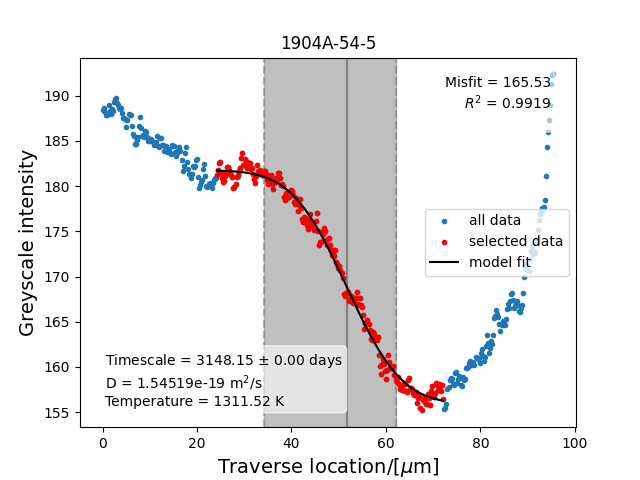 1904A-54-5
Misfit = 165.53
R² = 0.9919
190
185
180
175
170
165
160
155
Greyscale intensity
all data
selected data
model fit
Timescale = 3148.15 ± 0.00 days
D = 1.54519e-19 m²/s
Temperature = 1311.52 K
0 20 40 60 80 100
Traverse location/[μm]